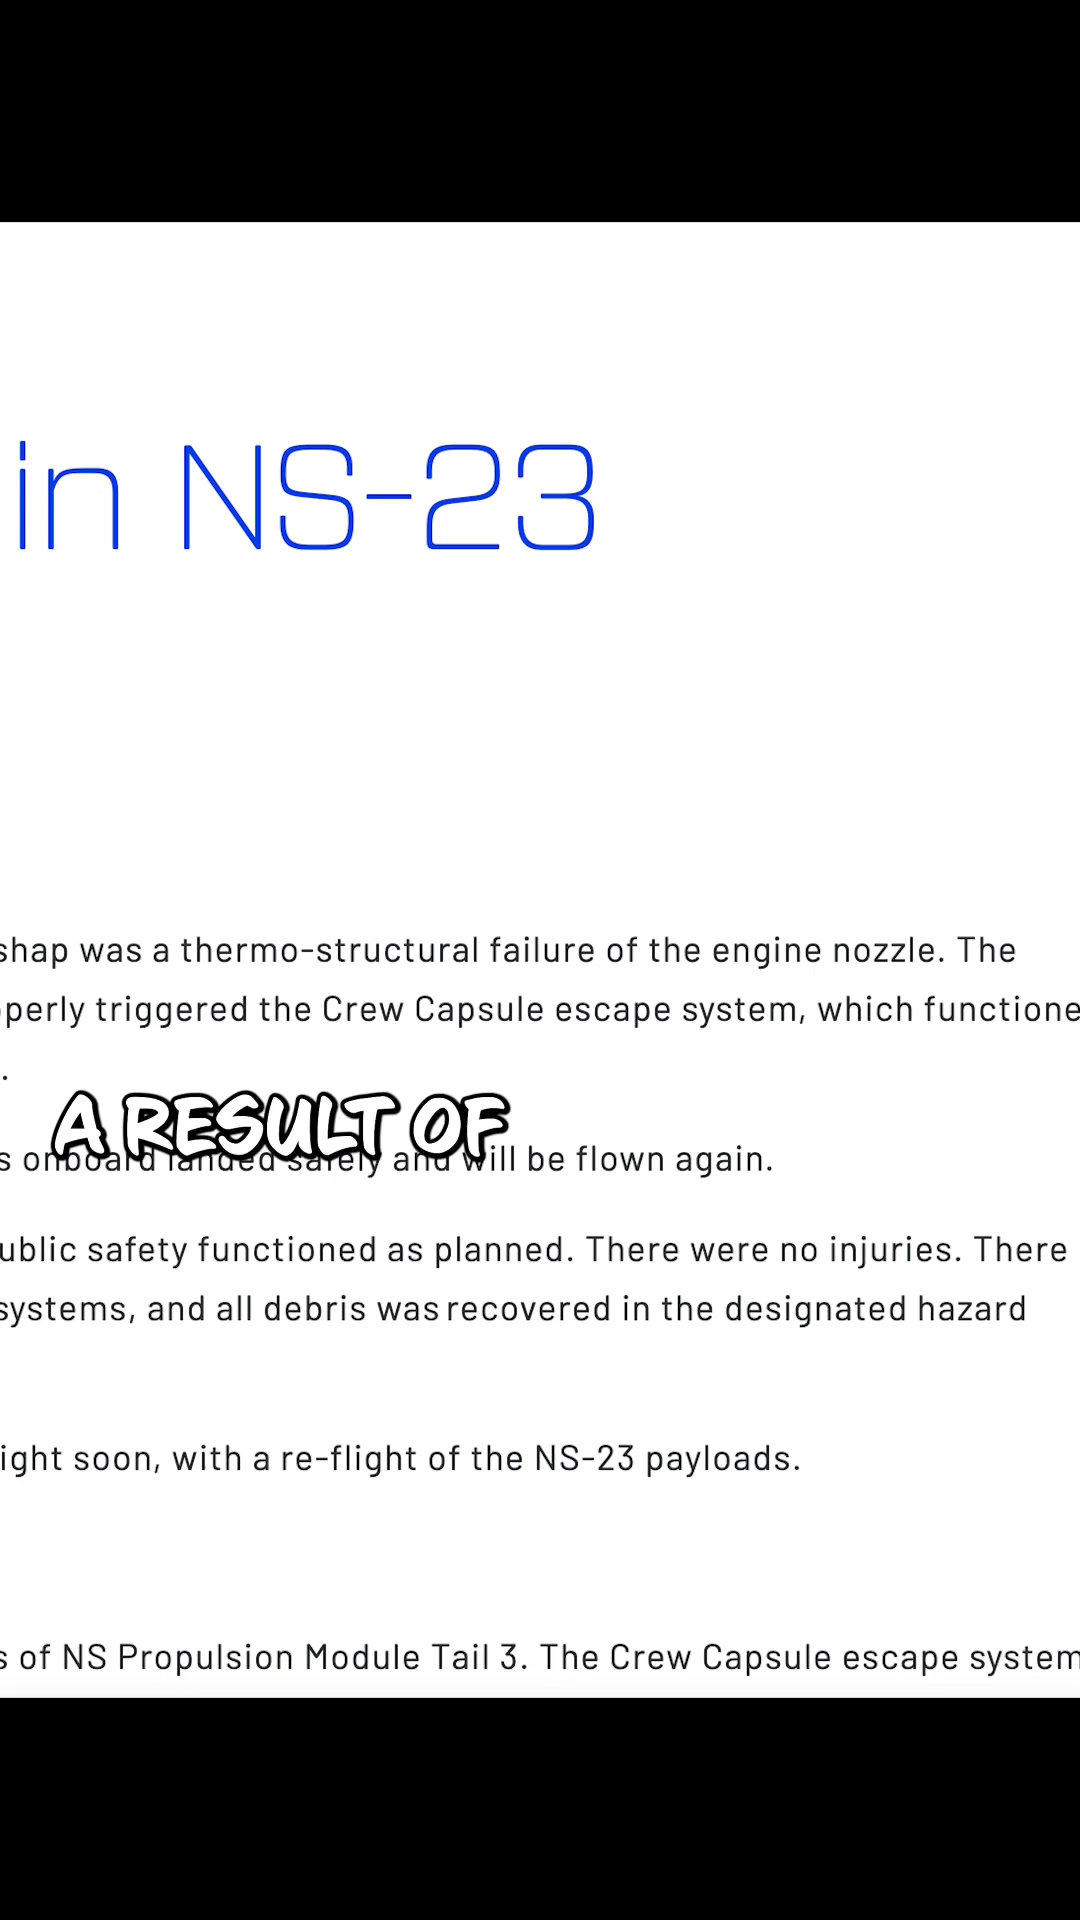 in NS-23
shap was a thermo-structural failure of the engine nozzle. The
perly triggered the Crew Capsule escape system, which functione
.
A RESULT OF
s onboard landed safely and will be flown again.
ublic safety functioned as planned. There were no injuries. There
systems, and all debris was recovered in the designated hazard
ight soon, with a re-flight of the NS-23 payloads.
s of NS Propulsion Module Tail 3. The Crew Capsule escape system